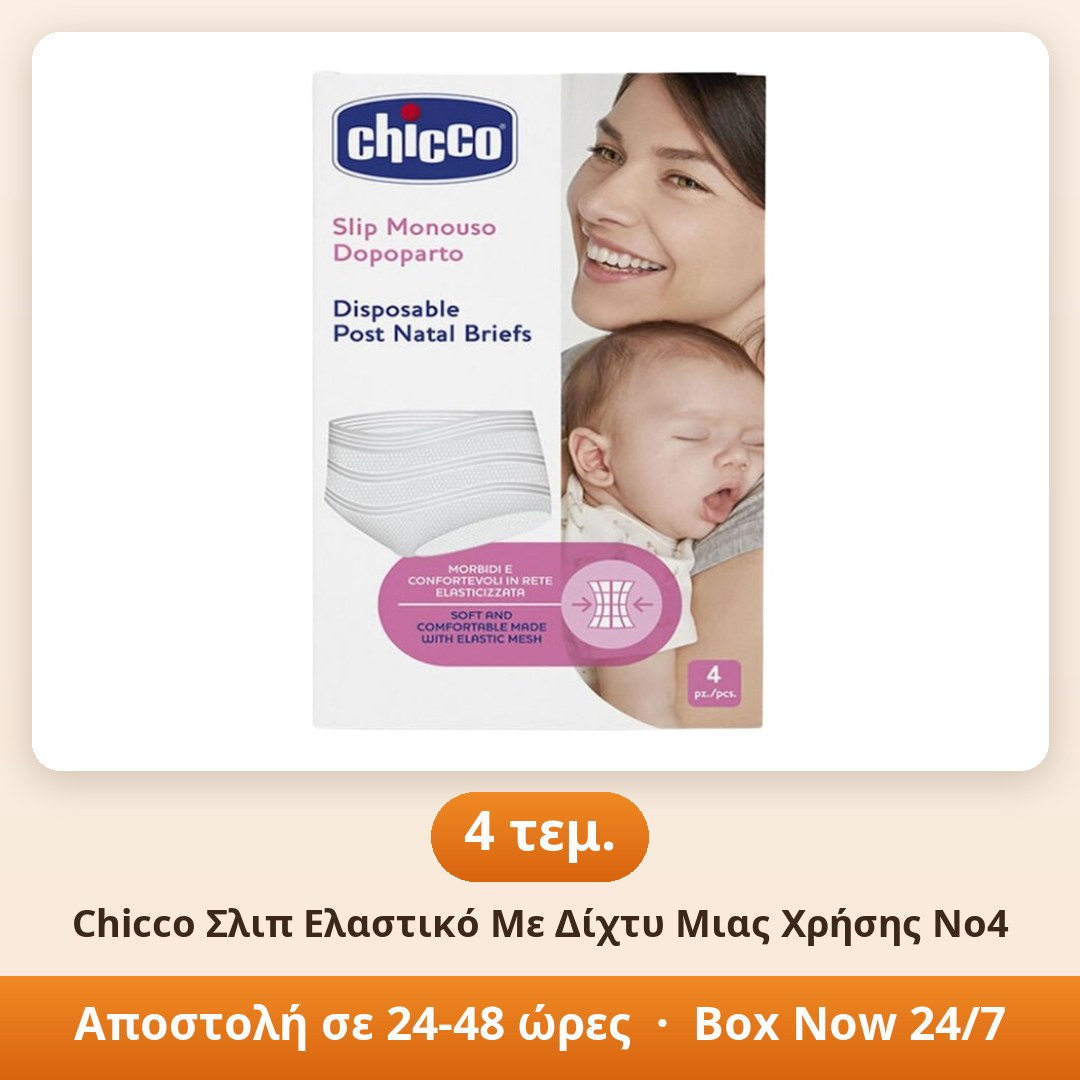 chicco
Slip Monouso
Dopoparto
Disposable
Post Natal Briefs
MORBIDI E
CONFORTEVOLI IN RETE
ELASTICIZZATA
SOFT AND
COMFORTABLE MADE
WITH ELASTIC MESH
4
pz./pcs.
4 τεμ.
Chicco Σλιπ Ελαστικό Με Δίχτυ Μιας Χρήσης Νο4
Αποστολή σε 24-48 ώρες · Box Now 24/7